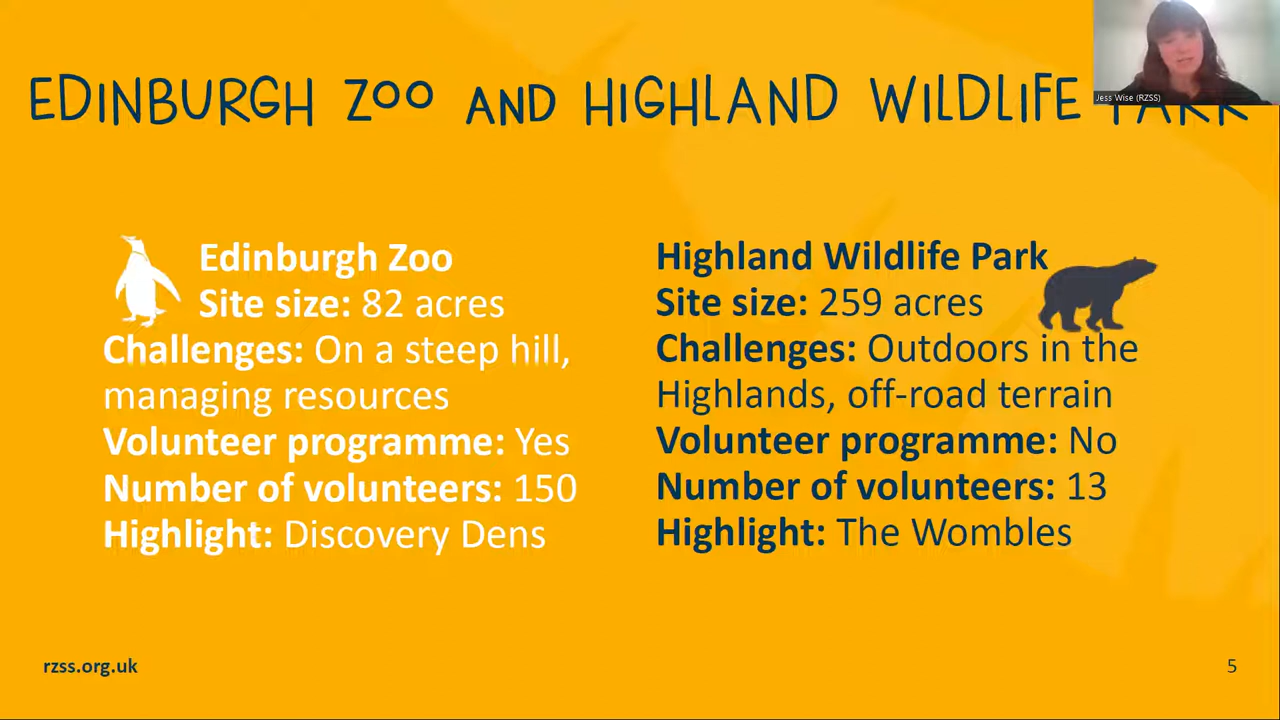 EDINBURGH ZOO AND HIGHLAND WILDLIFE PARK
Jess Wise (RZSS)
Edinburgh Zoo
Site size: 82 acres
Challenges: On a steep hill,
managing resources
Volunteer programme: Yes
Number of volunteers: 150
Highlight: Discovery Dens
Highland Wildlife Park
Site size: 259 acres
Challenges: Outdoors in the
Highlands, off-road terrain
Volunteer programme: No
Number of volunteers: 13
Highlight: The Wombles
rzss.org.uk
5